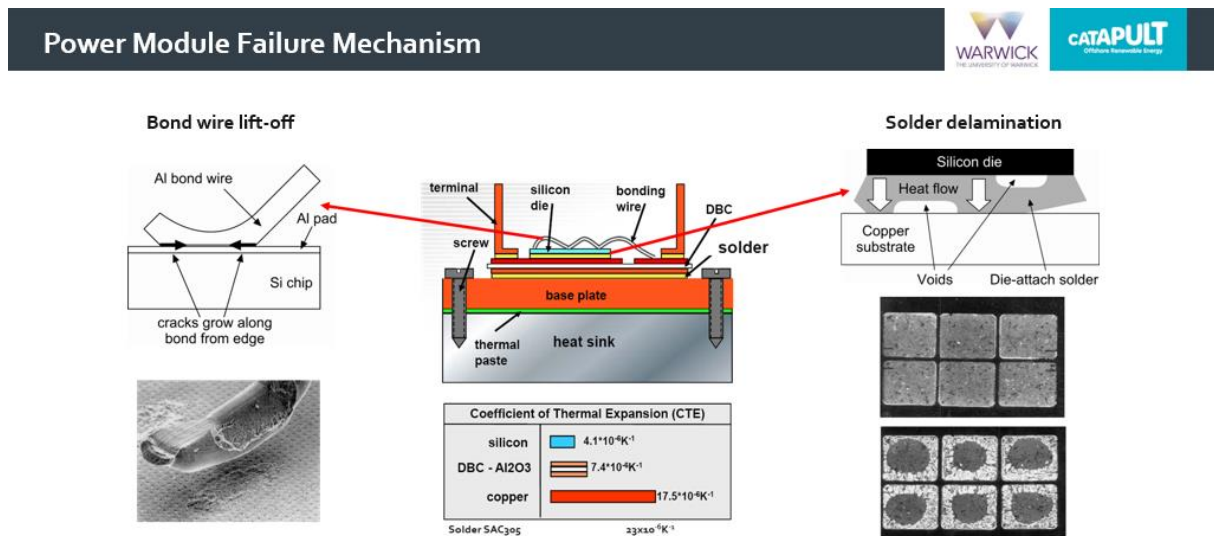 Power Module Failure Mechanism
WARWICK
THE UNIVERSITY OF WARWICK
CATAPULT
Offshore Renewable Energy
Bond wire lift-off
Al bond wire
Al pad
Si chip
cracks grow along
bond from edge
terminal
silicon
die
bonding
wire
DBC
screw
solder
base plate
thermal
paste
heat sink
Coefficient of Thermal Expansion (CTE)
silicon 4.1*10⁻⁶K⁻¹
DBC - Al2O3 7.4*10⁻⁶K⁻¹
copper 17.5*10⁻⁶K⁻¹
Solder SAC305 23x10⁻⁶K⁻¹
Solder delamination
Silicon die
Heat flow
Copper
substrate
Voids
Die-attach solder